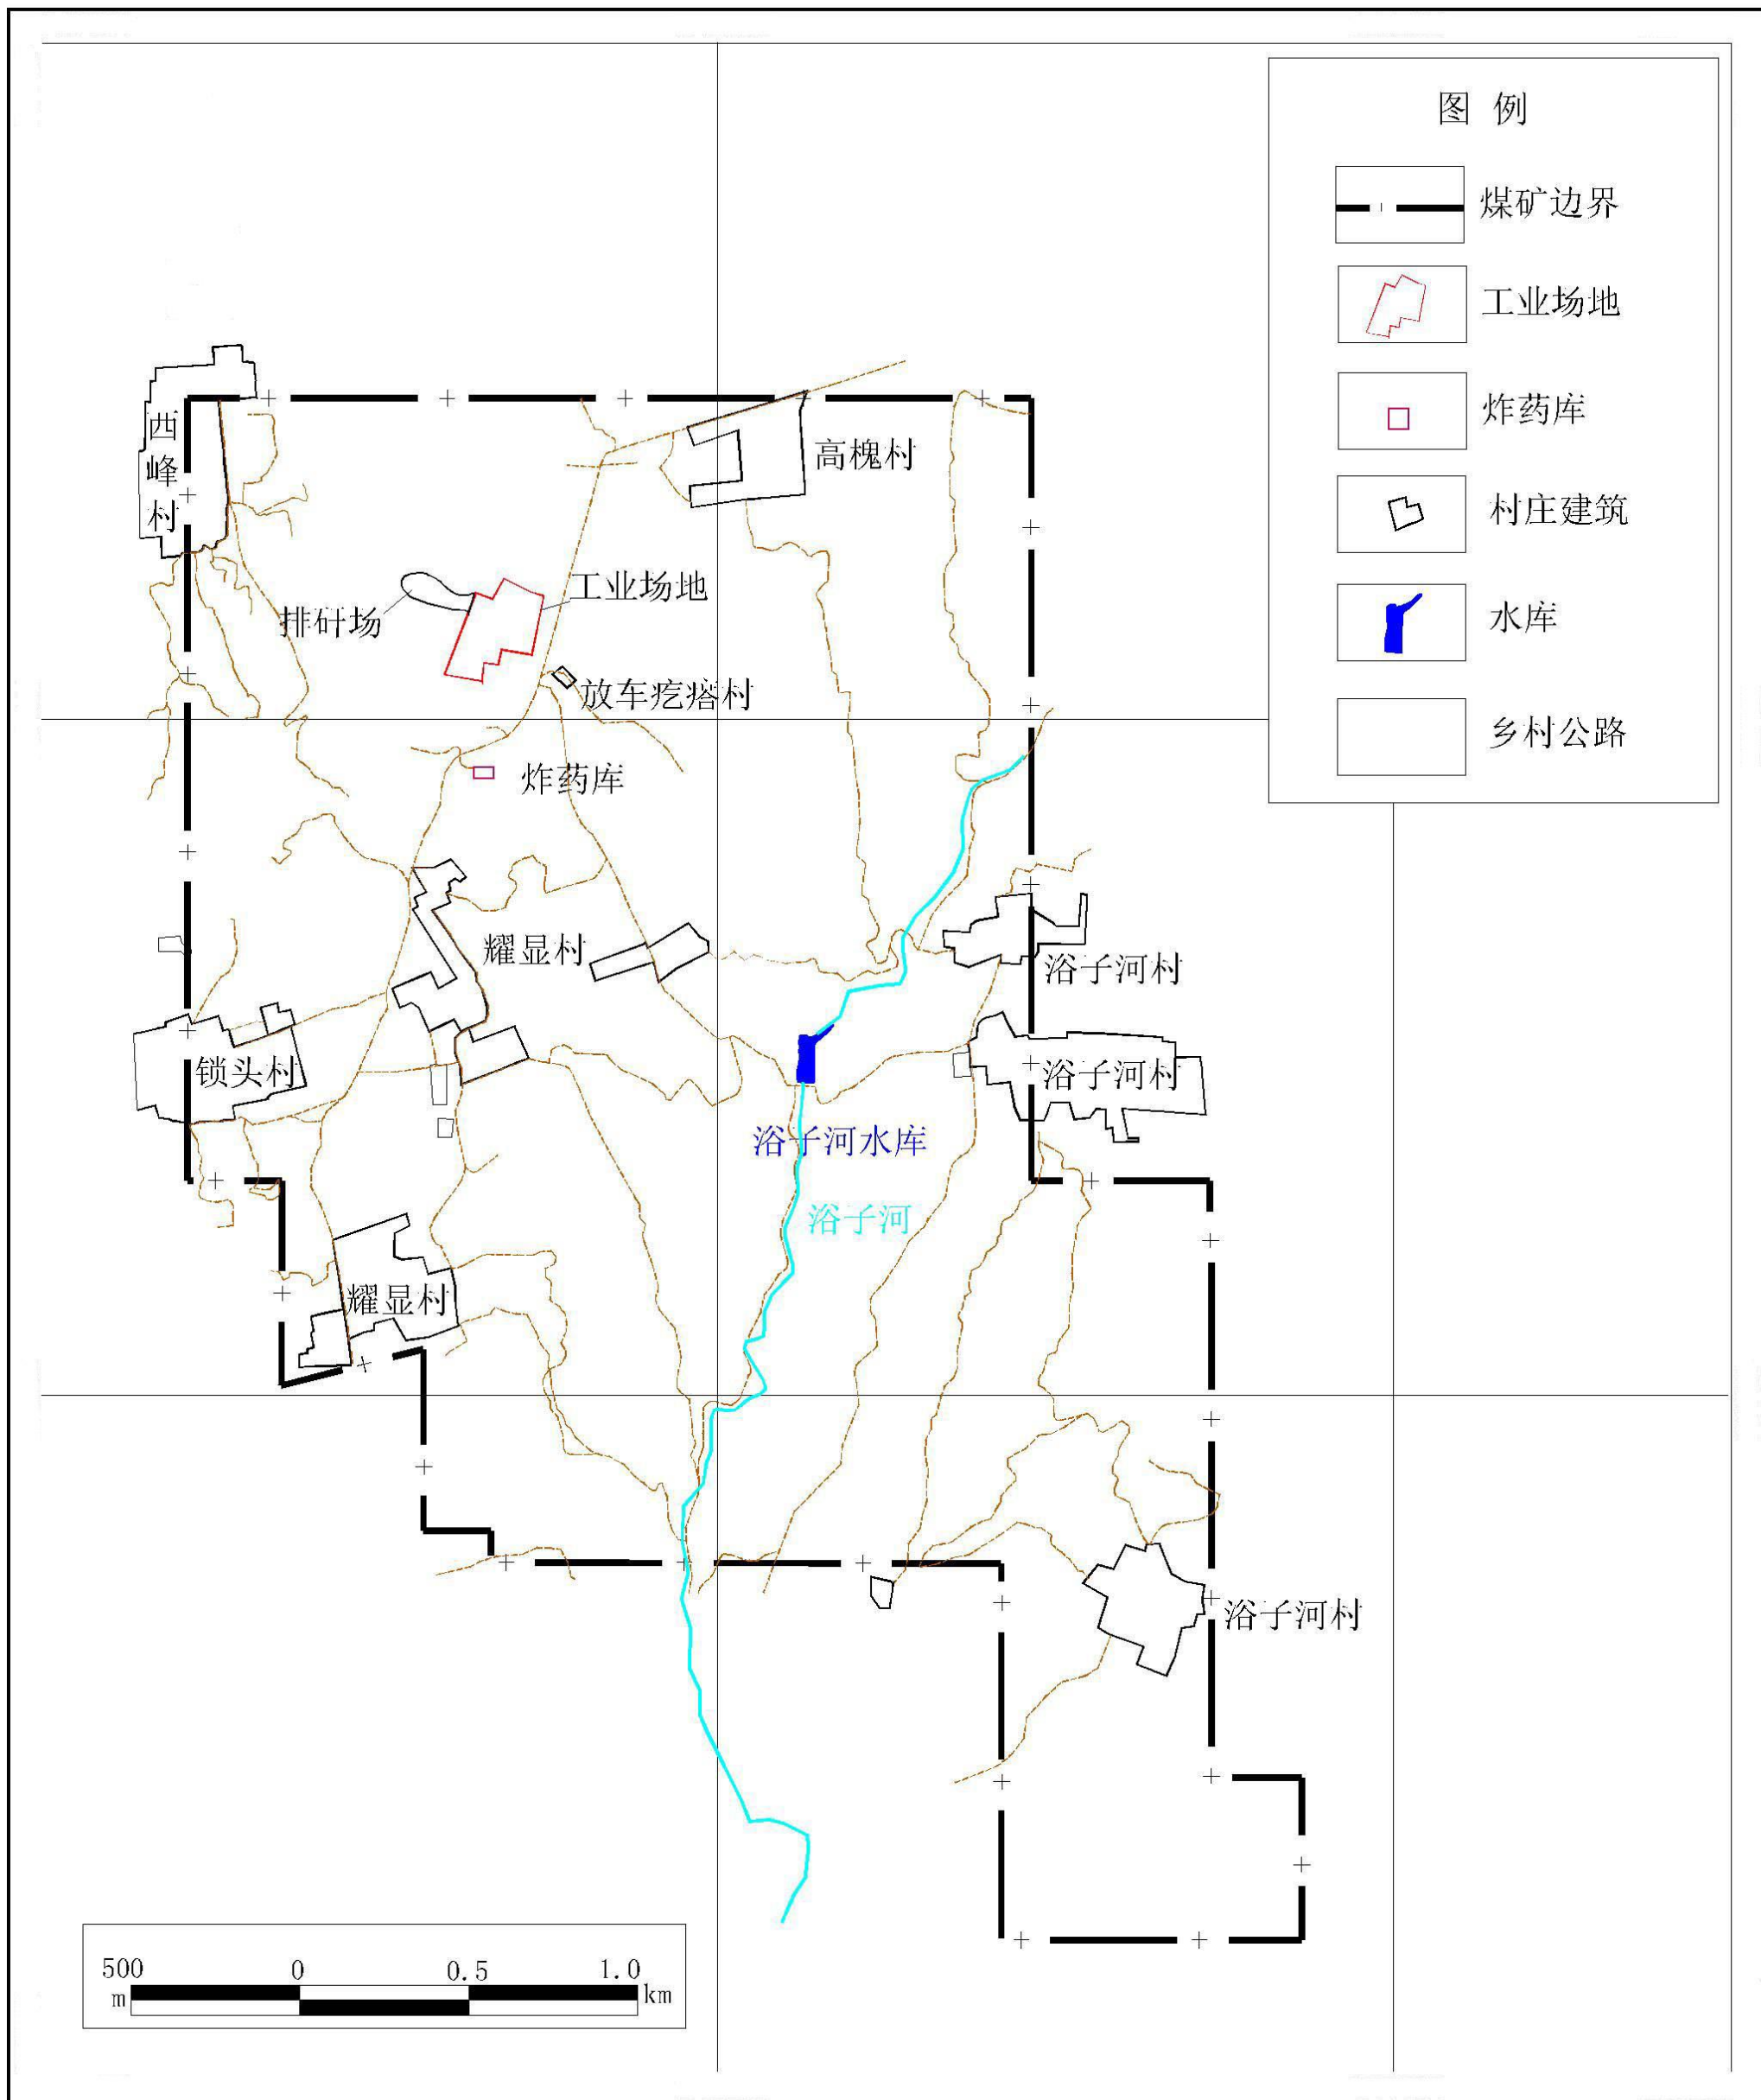 图 例
煤矿边界
工业场地
炸药库
村庄建筑
水库
乡村公路
西峰村
高槐村
工业场地
排矸场
放车疙瘩村
炸药库
耀显村
浴子河村
锁头村
浴子河村
浴子河水库
浴子河
耀显村
浴子河村
500 0 0.5 1.0
m km